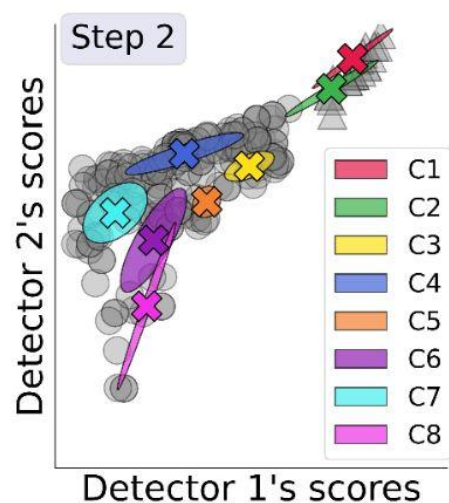 Step 2
Detector 2's scores
C1
C2
C3
C4
C5
C6
C7
C8
Detector 1's scores